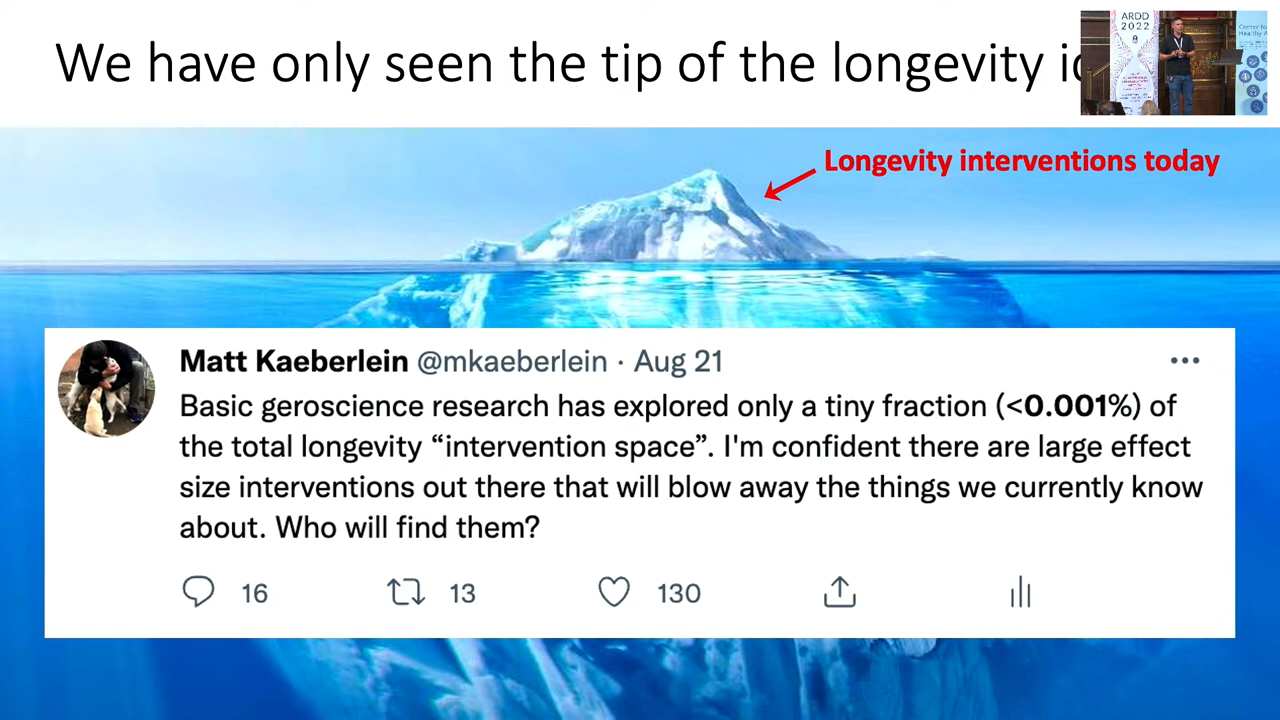 We have only seen the tip of the longevity
ARDD
2022
Longevity interventions today
Matt Kaeberlein @mkaeberlein · Aug 21
Basic geroscience research has explored only a tiny fraction (<0.001%) of
the total longevity “intervention space”. I'm confident there are large effect
size interventions out there that will blow away the things we currently know
about. Who will find them?
16 13 130